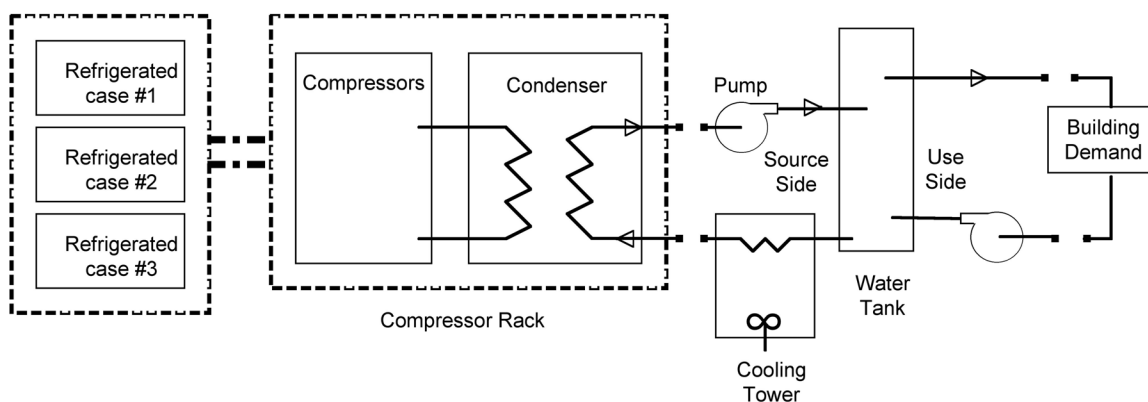 Refrigerated
case #1
Refrigerated
case #2
Refrigerated
case #3
Compressors
Condenser
Compressor Rack
Pump
Source
Side
Cooling
Tower
Water
Tank
Use
Side
Building
Demand